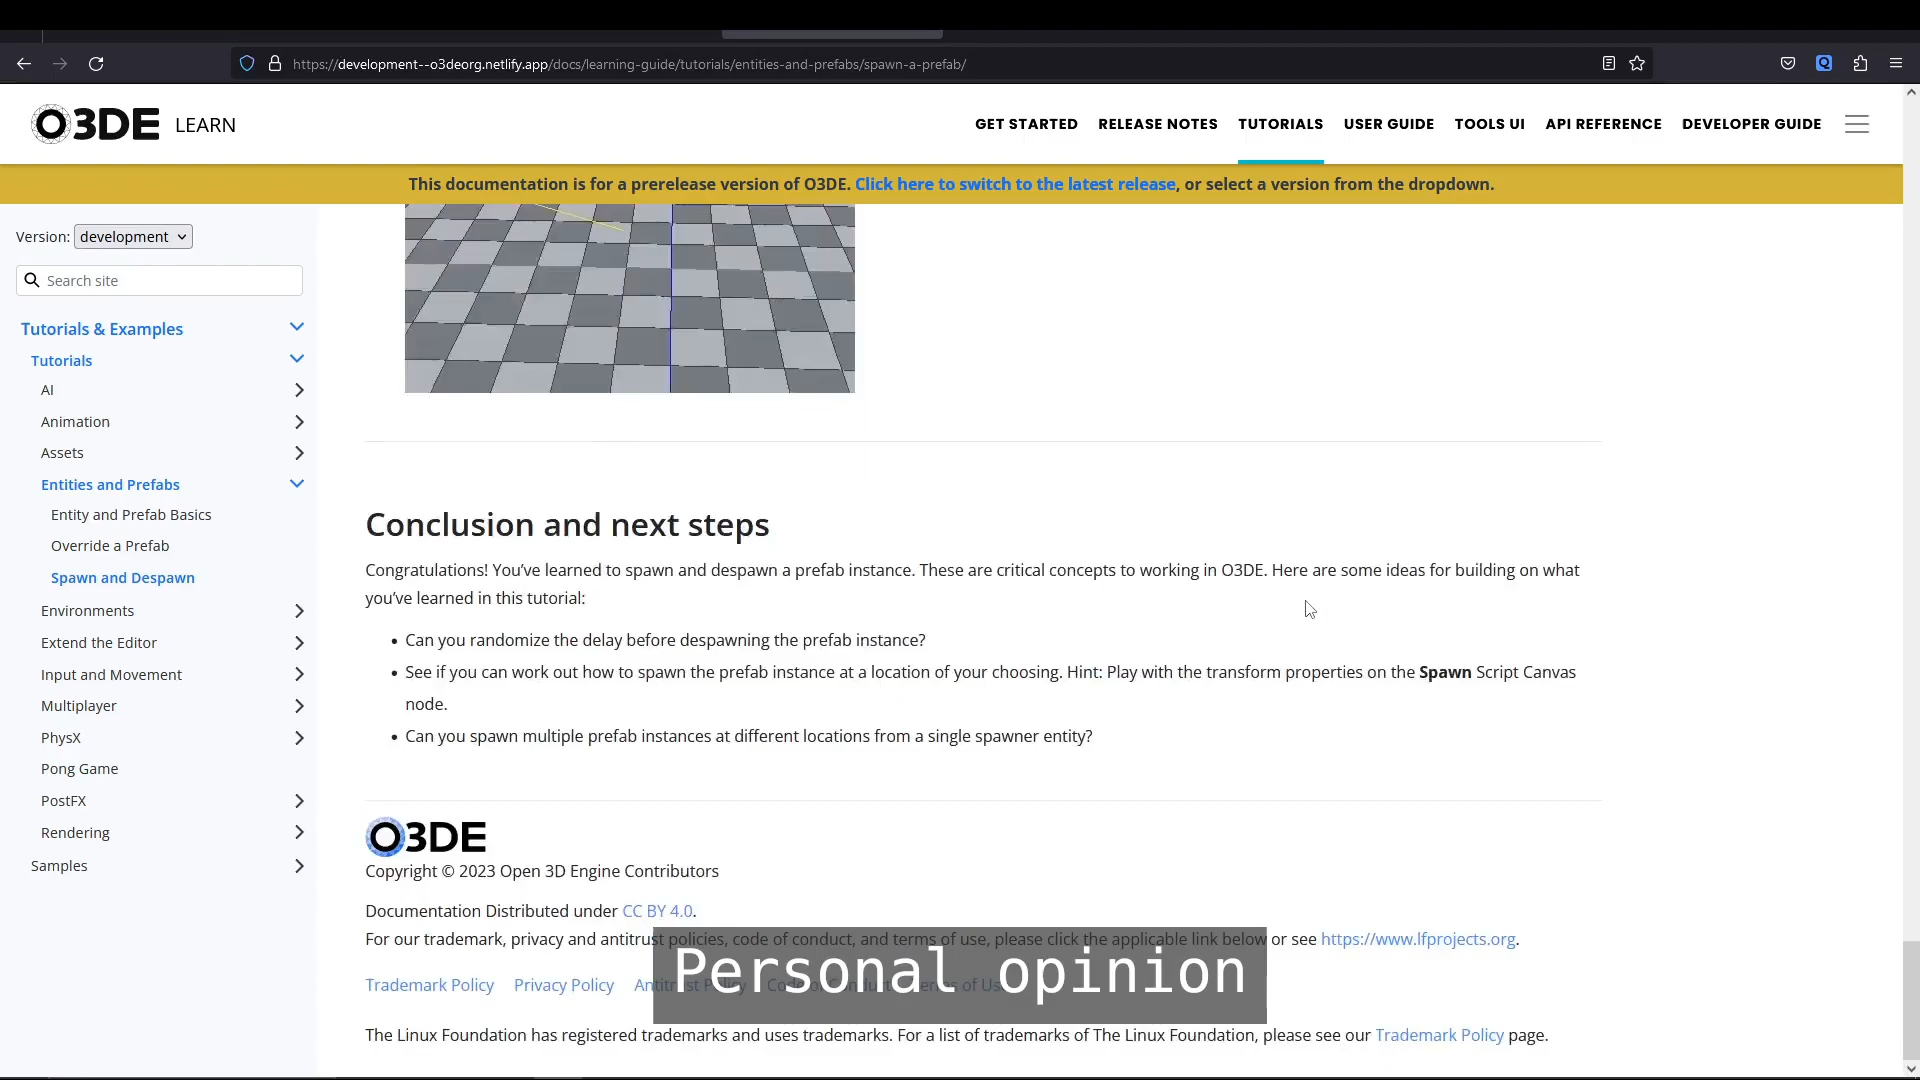 https://development--o3deorg.netlify.app/docs/learning-guide/tutorials/entities-and-prefabs/spawn-a-prefab/
O3DE LEARN
GET STARTED RELEASE NOTES TUTORIALS USER GUIDE TOOLS UI API REFERENCE DEVELOPER GUIDE
This documentation is for a prerelease version of O3DE. Click here to switch to the latest release, or select a version from the dropdown.
Version: development
Search site
Tutorials & Examples
Tutorials
AI
Animation
Assets
Entities and Prefabs
Entity and Prefab Basics
Override a Prefab
Spawn and Despawn
Environments
Extend the Editor
Input and Movement
Multiplayer
PhysX
Pong Game
PostFX
Rendering
Samples
Conclusion and next steps
Congratulations! You’ve learned to spawn and despawn a prefab instance. These are critical concepts to working in O3DE. Here are some ideas for building on what
you’ve learned in this tutorial:
• Can you randomize the delay before despawning the prefab instance?
• See if you can work out how to spawn the prefab instance at a location of your choosing. Hint: Play with the transform properties on the Spawn Script Canvas
node.
• Can you spawn multiple prefab instances at different locations from a single spawner entity?
O3DE
Copyright © 2023 Open 3D Engine Contributors
Documentation Distributed under CC BY 4.0.
For our trademark, privacy and antitrust policies, code of conduct, and terms of use, please click the applicable link below or see https://www.lfprojects.org.
Trademark Policy Privacy Policy Antitrust Policy Code of Conduct Terms of Use
Personal opinion
The Linux Foundation has registered trademarks and uses trademarks. For a list of trademarks of The Linux Foundation, please see our Trademark Policy page.